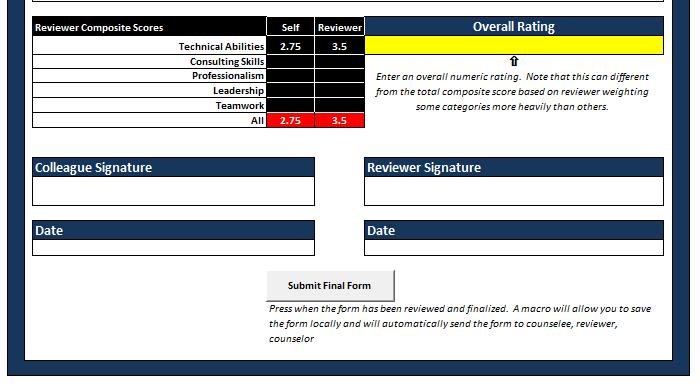 Reviewer Composite Scores Self Reviewer Overall Rating
Technical Abilities 2.75 3.5
Consulting Skills
Professionalism
Leadership
Teamwork
All 2.75 3.5
Enter an overall numeric rating. Note that this can different
from the total composite score based on reviewer weighting
some categories more heavily than others.
Colleague Signature Reviewer Signature
Date Date
Submit Final Form
Press when the form has been reviewed and finalized. A macro will allow you to save
the form locally and will automatically send the form to counselee, reviewer,
counselor